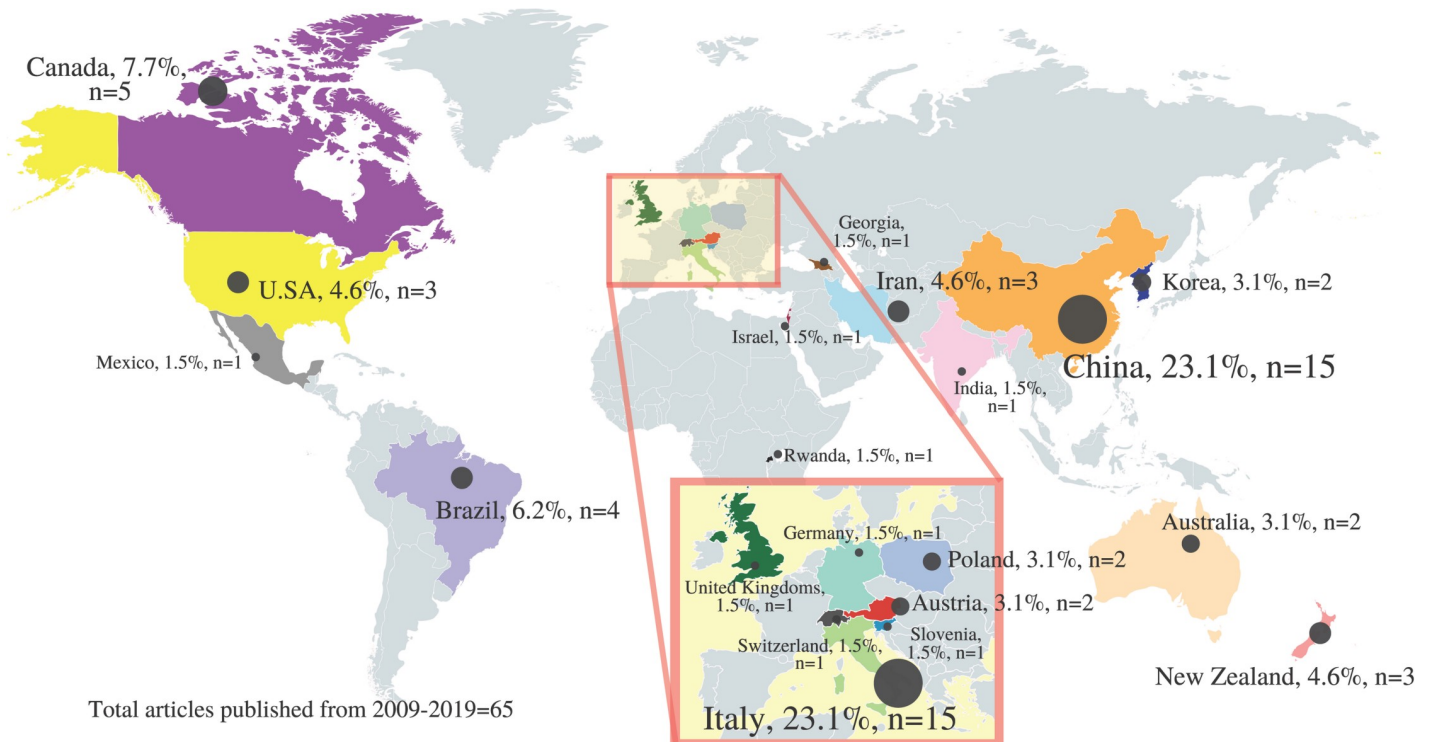 Canada, 7.7%,
n=5
U.SA, 4.6%, n=3
Mexico, 1.5%, n=1
Brazil, 6.2%, n=4
Georgia,
1.5%, n=1
Iran, 4.6%, n=3
Israel, 1.5%, n=1
Korea, 3.1%, n=2
China, 23.1%, n=15
India, 1.5%,
n=1
Rwanda, 1.5%, n=1
Germany, 1.5%, n=1
Poland, 3.1%, n=2
United Kingdoms,
1.5%, n=1
Austria, 3.1%, n=2
Switzerland, 1.5%,
n=1
Slovenia,
1.5%, n=1
Italy, 23.1%, n=15
Australia, 3.1%, n=2
New Zealand, 4.6%, n=3
Total articles published from 2009-2019=65